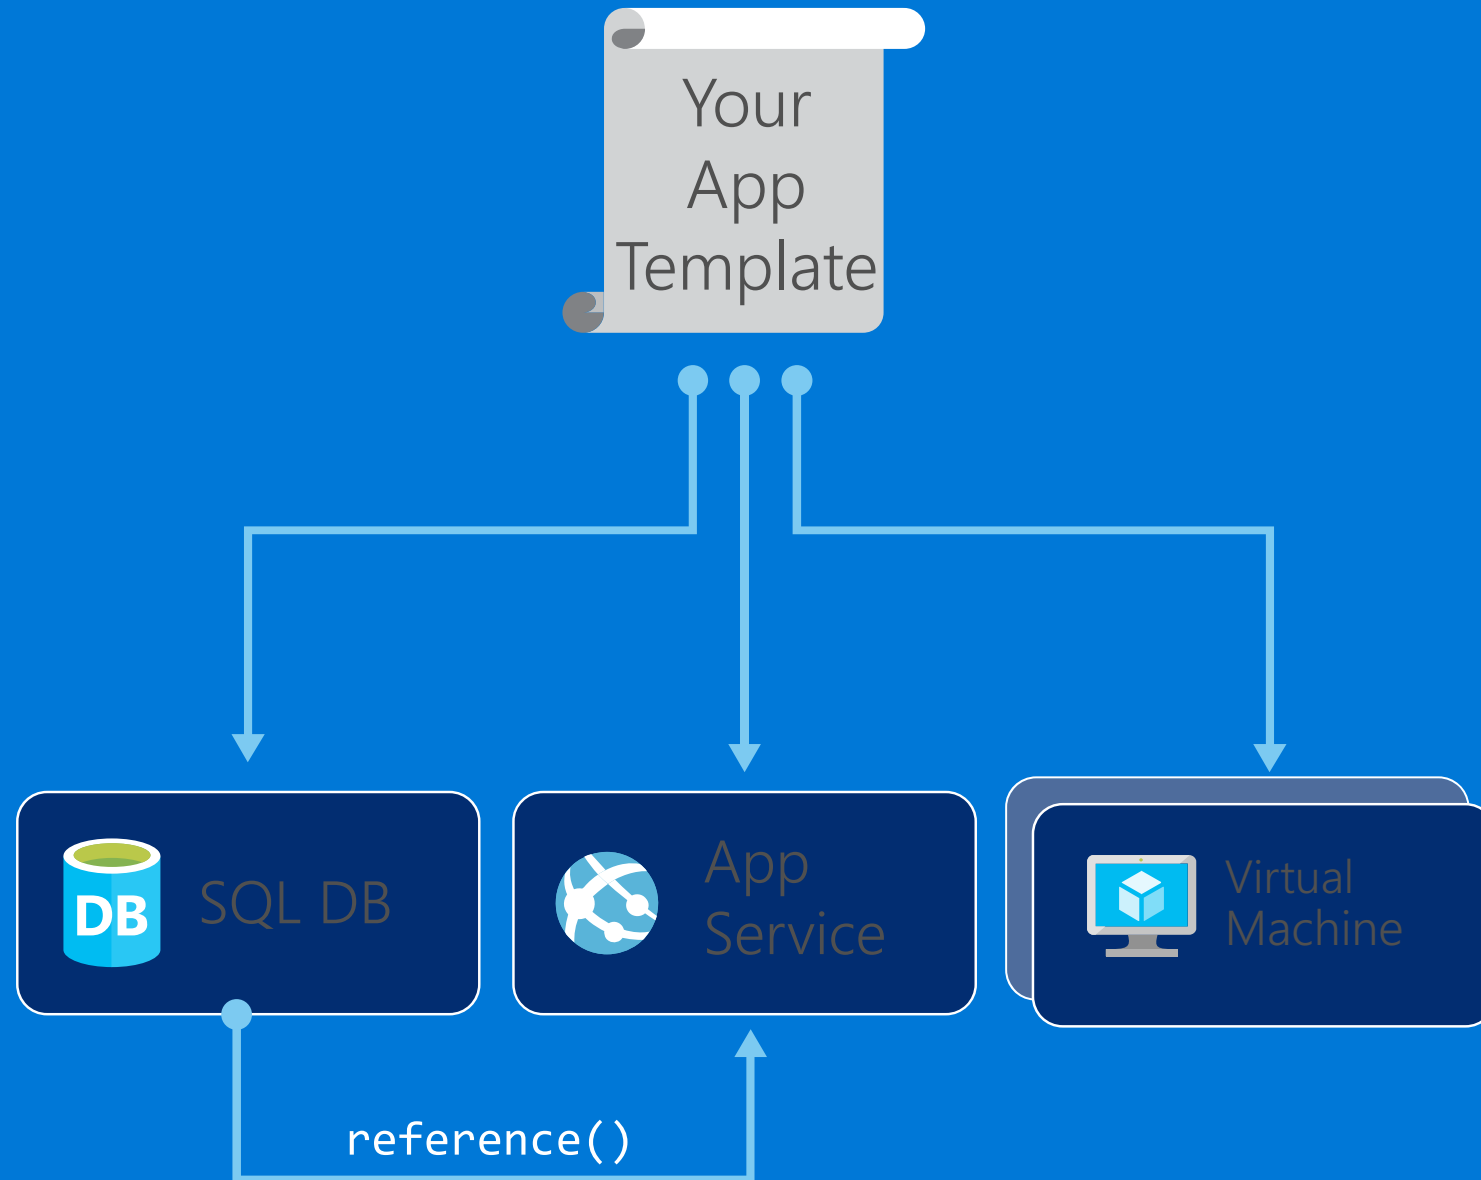 Your
App
Template
DB
SQL DB
App
Service
Virtual
Machine
reference()